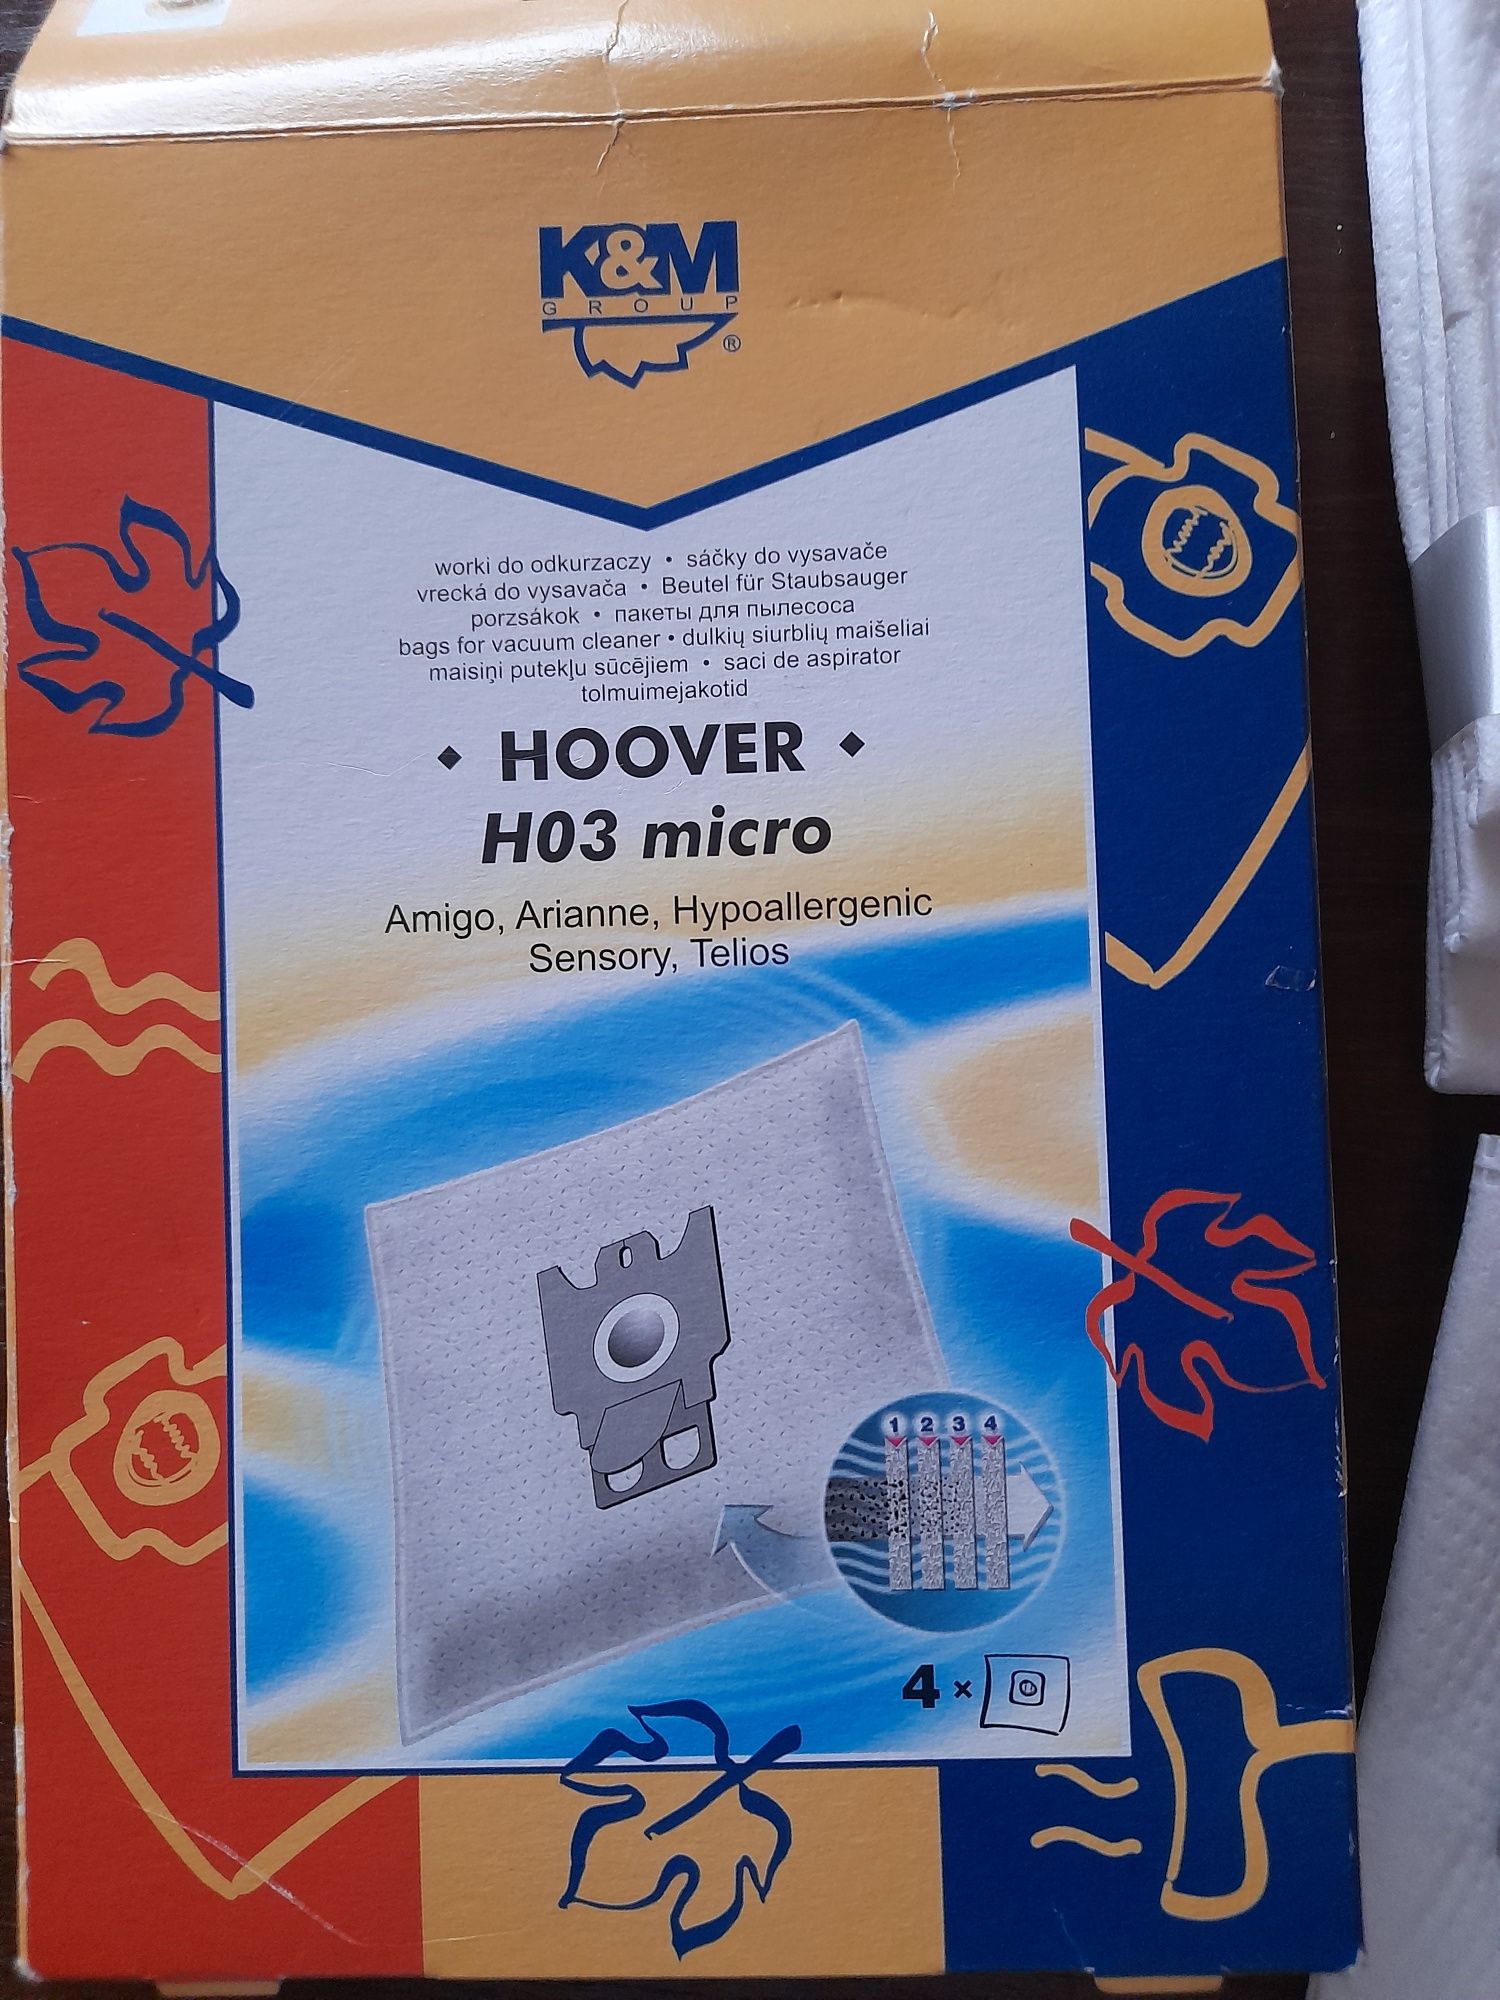 K&M
GROUP
®
worki do odkurzaczy • sáčky do vysavače
vrecká do vysavača • Beutel für Staubsauger
porzsákok • пакеты для пылесоса
bags for vacuum cleaner • dulkių siurblių maišeliai
maisiņi putekļu sūcējiem • saci de aspirator
tolmuimejakotid
◆ HOOVER ◆
H03 micro
Amigo, Arianne, Hypoallergenic
Sensory, Telios
1 2 3 4
4 ×